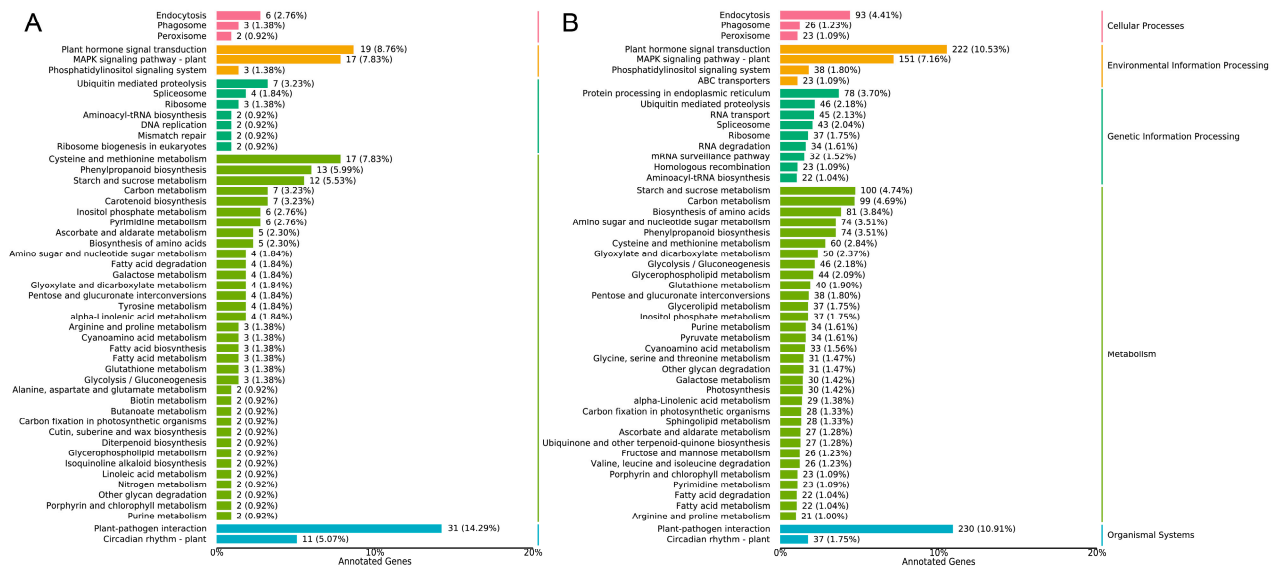 A
Endocytosis 6 (2.76%)
Phagosome 3 (1.38%)
Peroxisome 2 (0.92%)
Plant hormone signal transduction 19 (8.76%)
MAPK signaling pathway - plant 17 (7.83%)
Phosphatidylinositol signaling system 3 (1.38%)
Ubiquitin mediated proteolysis 7 (3.23%)
Spliceosome 4 (1.84%)
Ribosome 3 (1.38%)
Aminoacyl-tRNA biosynthesis 2 (0.92%)
DNA replication 2 (0.92%)
Mismatch repair 2 (0.92%)
Ribosome biogenesis in eukaryotes 2 (0.92%)
Cysteine and methionine metabolism 17 (7.83%)
Phenylpropanoid biosynthesis 13 (5.99%)
Starch and sucrose metabolism 12 (5.53%)
Carbon metabolism 7 (3.23%)
Carotenoid biosynthesis 7 (3.23%)
Inositol phosphate metabolism 6 (2.76%)
Pyrimidine metabolism 6 (2.76%)
Ascorbate and aldarate metabolism 5 (2.30%)
Biosynthesis of amino acids 5 (2.30%)
Amino sugar and nucleotide sugar metabolism 4 (1.84%)
Fatty acid degradation 4 (1.84%)
Galactose metabolism 4 (1.84%)
Glyoxylate and dicarboxylate metabolism 4 (1.84%)
Pentose and glucuronate interconversions 4 (1.84%)
Tyrosine metabolism 4 (1.84%)
alpha-Linolenic acid metabolism 4 (1.84%)
Arginine and proline metabolism 3 (1.38%)
Cyanoamino acid metabolism 3 (1.38%)
Fatty acid biosynthesis 3 (1.38%)
Fatty acid metabolism 3 (1.38%)
Glutathione metabolism 3 (1.38%)
Glycolysis / Gluconeogenesis 3 (1.38%)
Alanine, aspartate and glutamate metabolism 2 (0.92%)
Biotin metabolism 2 (0.92%)
Butanoate metabolism 2 (0.92%)
Carbon fixation in photosynthetic organisms 2 (0.92%)
Cutin, suberine and wax biosynthesis 2 (0.92%)
Diterpenoid biosynthesis 2 (0.92%)
Glycerophospholipid metabolism 2 (0.92%)
Isoquinoline alkaloid biosynthesis 2 (0.92%)
Linoleic acid metabolism 2 (0.92%)
Nitrogen metabolism 2 (0.92%)
Other glycan degradation 2 (0.92%)
Porphyrin and chlorophyll metabolism 2 (0.92%)
Purine metabolism 2 (0.92%)
Plant-pathogen interaction 31 (14.29%)
Circadian rhythm - plant 11 (5.07%)
0% 10% 20%
Annotated Genes
B
Endocytosis 93 (4.41%)
Phagosome 26 (1.23%)
Peroxisome 23 (1.09%)
Cellular Processes
Plant hormone signal transduction 222 (10.53%)
MAPK signaling pathway - plant 151 (7.16%)
Phosphatidylinositol signaling system 38 (1.80%)
ABC transporters 23 (1.09%)
Environmental Information Processing
Protein processing in endoplasmic reticulum 78 (3.70%)
Ubiquitin mediated proteolysis 46 (2.18%)
RNA transport 45 (2.13%)
Spliceosome 43 (2.04%)
Ribosome 37 (1.75%)
RNA degradation 34 (1.61%)
mRNA surveillance pathway 32 (1.52%)
Homologous recombination 23 (1.09%)
Aminoacyl-tRNA biosynthesis 22 (1.04%)
Genetic Information Processing
Starch and sucrose metabolism 100 (4.74%)
Carbon metabolism 99 (4.69%)
Biosynthesis of amino acids 81 (3.84%)
Amino sugar and nucleotide sugar metabolism 74 (3.51%)
Phenylpropanoid biosynthesis 74 (3.51%)
Cysteine and methionine metabolism 60 (2.84%)
Glyoxylate and dicarboxylate metabolism 50 (2.37%)
Glycolysis / Gluconeogenesis 46 (2.18%)
Glycerophospholipid metabolism 44 (2.09%)
Glutathione metabolism 40 (1.90%)
Pentose and glucuronate interconversions 38 (1.80%)
Glycerolipid metabolism 37 (1.75%)
Inositol phosphate metabolism 37 (1.75%)
Purine metabolism 34 (1.61%)
Pyruvate metabolism 34 (1.61%)
Cyanoamino acid metabolism 33 (1.56%)
Glycine, serine and threonine metabolism 31 (1.47%)
Other glycan degradation 31 (1.47%)
Galactose metabolism 30 (1.42%)
Photosynthesis 30 (1.42%)
alpha-Linolenic acid metabolism 29 (1.38%)
Carbon fixation in photosynthetic organisms 28 (1.33%)
Sphingolipid metabolism 28 (1.33%)
Ascorbate and aldarate metabolism 27 (1.28%)
Ubiquinone and other terpenoid-quinone biosynthesis 27 (1.28%)
Fructose and mannose metabolism 26 (1.23%)
Valine, leucine and isoleucine degradation 26 (1.23%)
Porphyrin and chlorophyll metabolism 23 (1.09%)
Pyrimidine metabolism 23 (1.09%)
Fatty acid degradation 22 (1.04%)
Fatty acid metabolism 22 (1.04%)
Arginine and proline metabolism 21 (1.00%)
Metabolism
Plant-pathogen interaction 230 (10.91%)
Circadian rhythm - plant 37 (1.75%)
Organismal Systems
0% 10% 20%
Annotated Genes